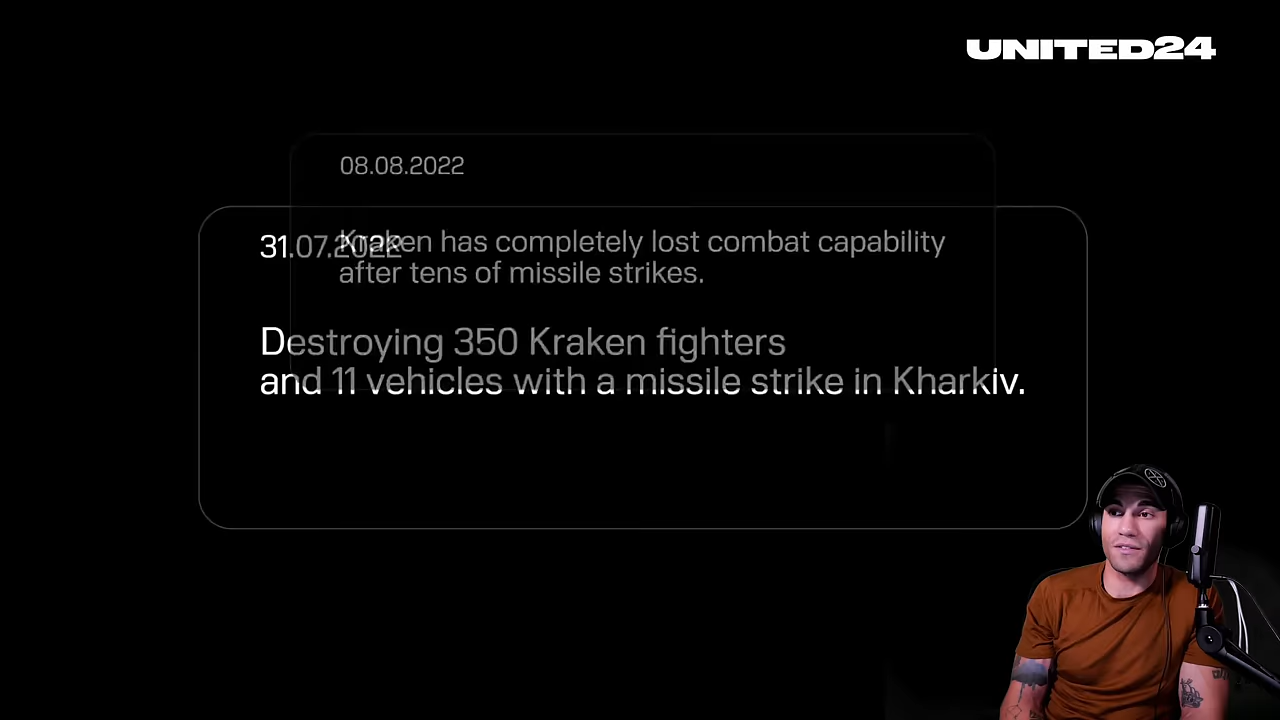 UNITED24
08.08.2022
Kraken has completely lost combat capability
after tens of missile strikes.
31.07.2022
Destroying 350 Kraken fighters
and 11 vehicles with a missile strike in Kharkiv.